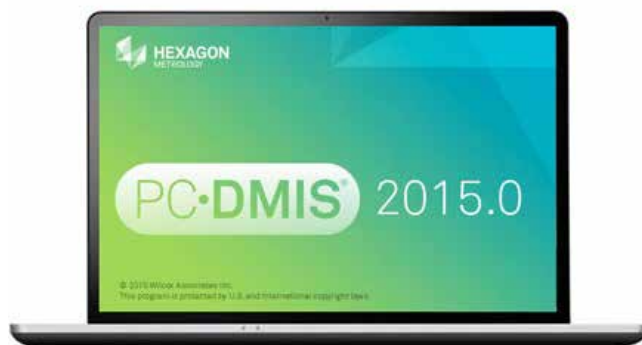 HEXAGON
METROLOGY
PC•DMIS® 2015.0
© 2015 Wilcox Associates Inc.
This program is protected by U.S. and international copyright laws.